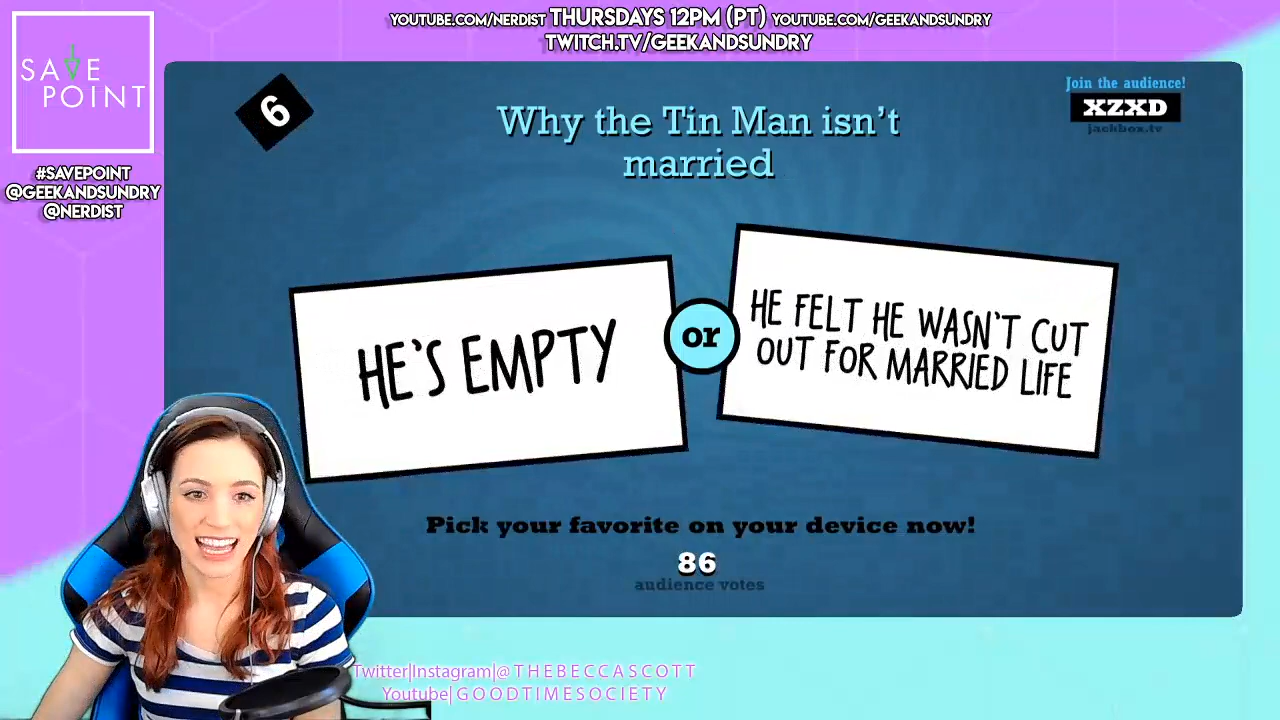 YOUTUBE.COM/NERDIST THURSDAYS 12PM (PT) YOUTUBE.COM/GEEKANDSUNDRY
TWITCH.TV/GEEKANDSUNDRY
SAVE
POINT
#SAVEPOINT
@GEEKANDSUNDRY
@NERDIST
6
Why the Tin Man isn't
married
Join the audience!
XZXD
jackbox.tv
HE'S EMPTY
or
HE FELT HE WASN'T CUT
OUT FOR MARRIED LIFE
Pick your favorite on your device now!
86
audience votes
Twitter|Instagram|@THEBECCASCOTT
Youtube|GOODTIMESOCIETY